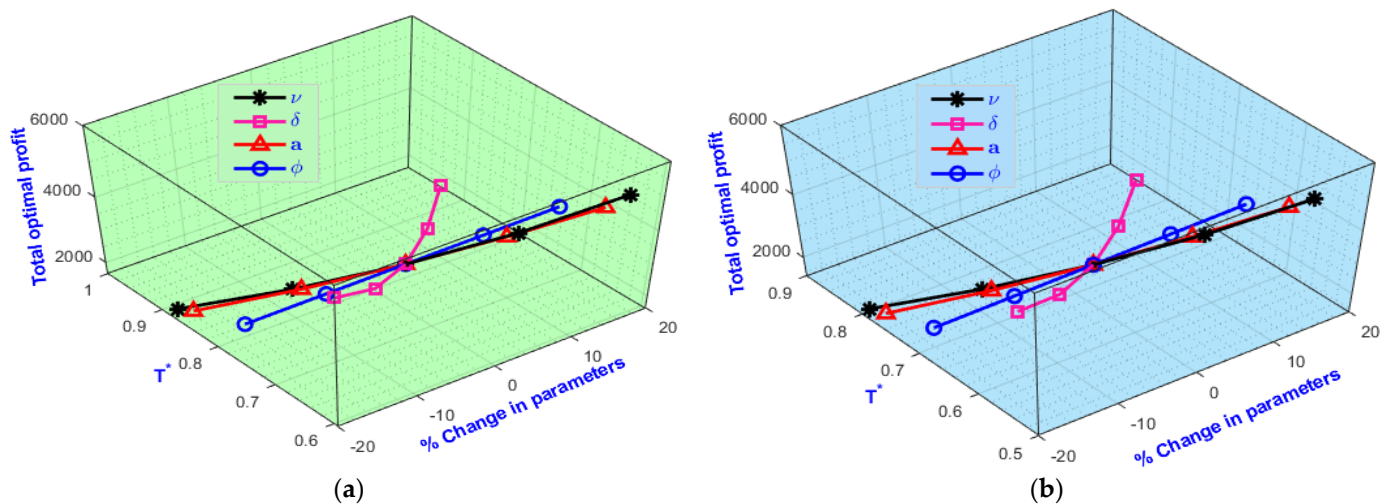 6000
4000
2000
Total optimal profit
1
0.9
0.8
0.7
0.6
T*
-20
-10
0
10
20
% Change in parameters
ν
δ
a
ϕ
(a)
6000
4000
2000
Total optimal profit
0.9
0.8
0.7
0.6
0.5
T*
-20
-10
0
10
20
% Change in parameters
ν
δ
a
ϕ
(b)